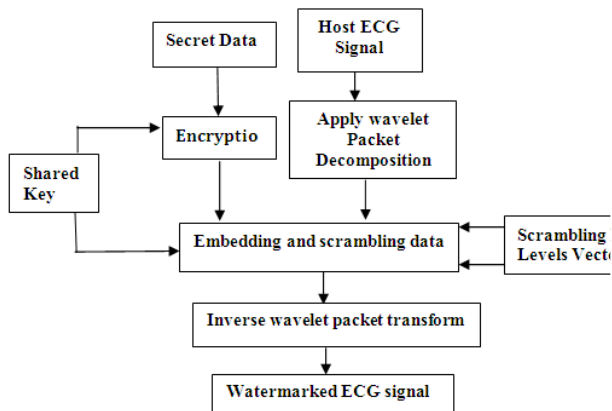 Secret Data
Host ECG
Signal
Encryptio
Apply wavelet
Packet
Decomposition
Shared
Key
Embedding and scrambling data
Scrambling
Levels Vecto
Inverse wavelet packet transform
Watermarked ECG signal